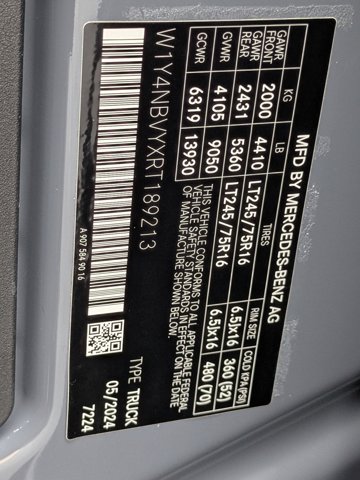 MFD BY MERCEDES-BENZ AG
KG LB TIRES RIM SIZE COLD KPA(PSI)
GAWR FRONT 2000 4410 LT245/75R16 6.5Jx16 360(52)
GAWR REAR 2431 5360 LT245/75R16 6.5Jx16 480(70)
GVWR 4105 9050
GCWR 6319 13930
THIS VEHICLE CONFORMS TO ALL APPLICABLE FEDERAL MOTOR
VEHICLE SAFETY STANDARDS IN EFFECT ON THE DATE OF
MANUFACTURE SHOWN ABOVE
W1Y4NBVYXRT189213
TYPE TRUCK
05/2024
7224
A 907 584 90 16